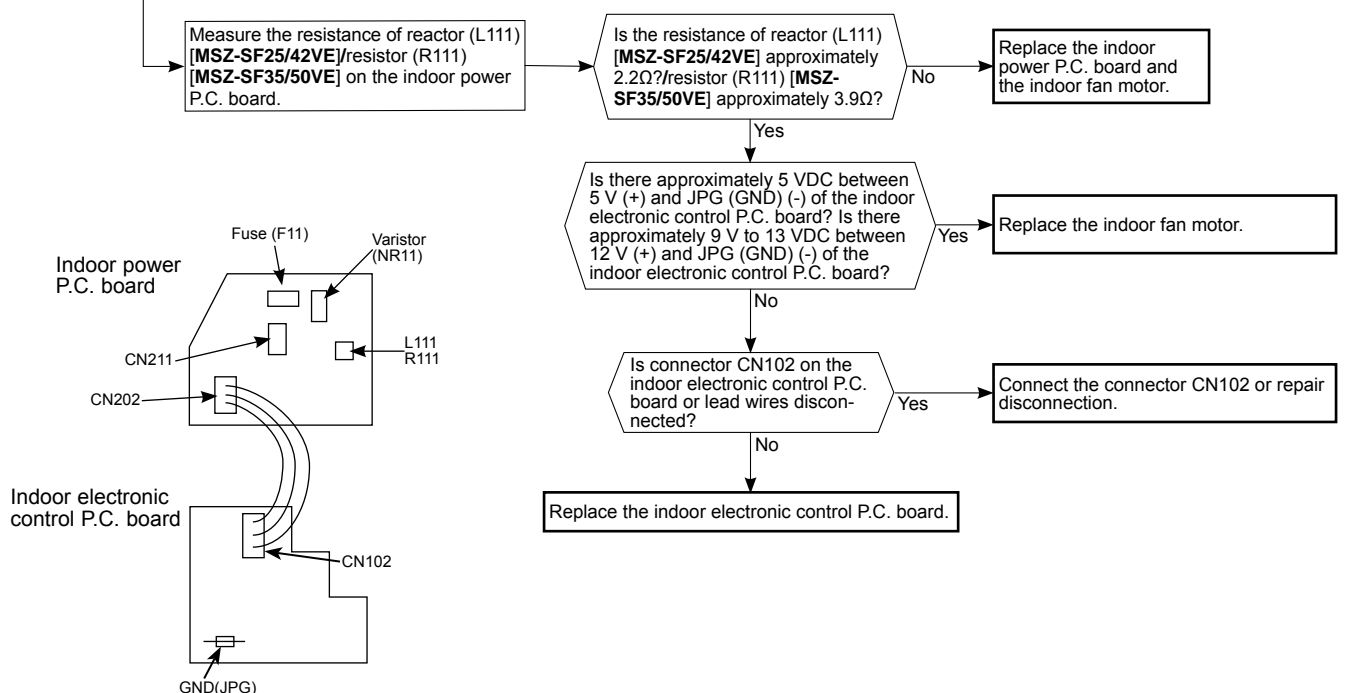 Measure the resistance of reactor (L111)
[MSZ-SF25/42VE]/resistor (R111)
[MSZ-SF35/50VE] on the indoor power
P.C. board.
Is the resistance of reactor (L111)
[MSZ-SF25/42VE] approximately
2.2Ω?/resistor (R111) [MSZ-
SF35/50VE] approximately 3.9Ω?
No
Replace the indoor
power P.C. board and
the indoor fan motor.
Yes
Is there approximately 5 VDC between
5 V (+) and JPG (GND) (-) of the indoor
electronic control P.C. board? Is there
approximately 9 V to 13 VDC between
12 V (+) and JPG (GND) (-) of the
indoor electronic control P.C. board?
Yes
Replace the indoor fan motor.
No
Is connector CN102 on the
indoor electronic control P.C.
board or lead wires discon-
nected?
Yes
Connect the connector CN102 or repair
disconnection.
No
Replace the indoor electronic control P.C. board.
Indoor power
P.C. board
Fuse (F11)
Varistor
(NR11)
CN211
L111
R111
CN202
Indoor electronic
control P.C. board
CN102
GND(JPG)